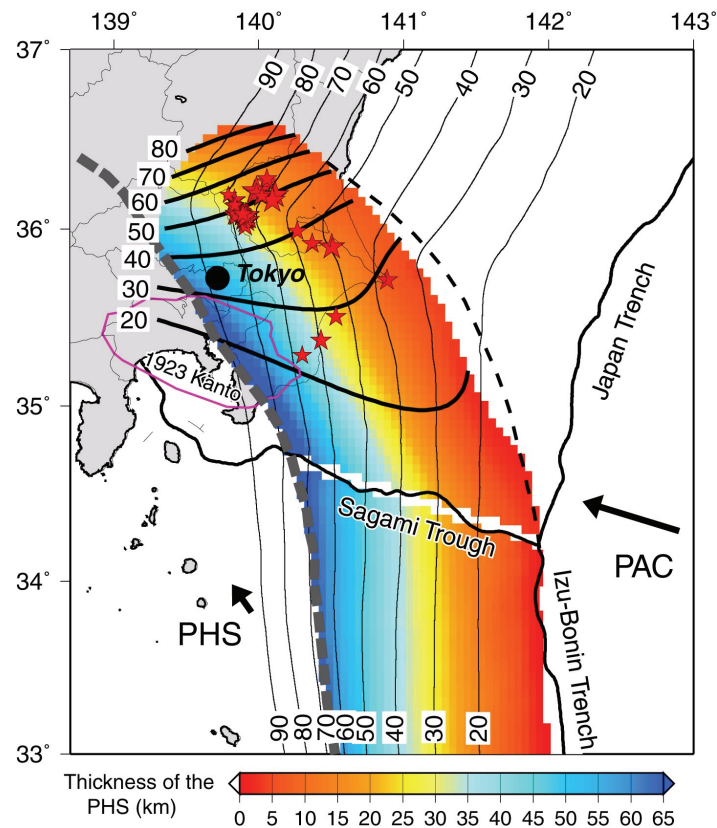 139° 140° 141° 142° 143°
37°
90 80 70 60 50 40 30 20
80
70
60
36°
50
40
Tokyo
30
20
Japan Trench
1923 Kanto
35°
Sagami Trough
PAC
34°
PHS
Izu-Bonin Trench
90 80 70 60 50 40 30 20
33°
Thickness of the
PHS (km)
0 5 10 15 20 25 30 35 40 45 50 55 60 65